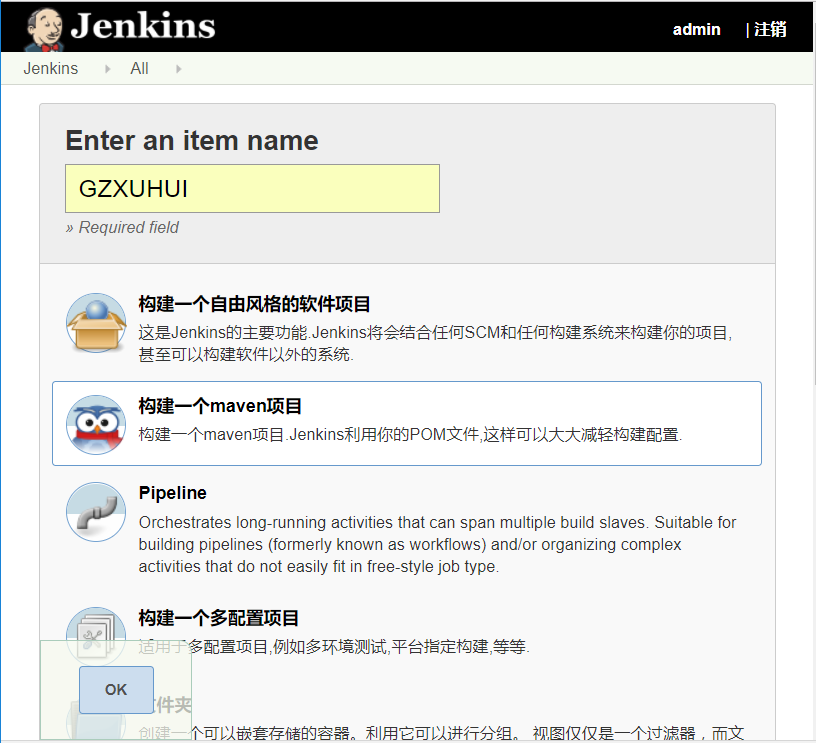 Jenkins
admin | 注销
Jenkins All
Enter an item name
GZXUHUI
» Required field
构建一个自由风格的软件项目
这是Jenkins的主要功能.Jenkins将会结合任何SCM和任何构建系统来构建你的项目,
甚至可以构建软件以外的系统.
构建一个maven项目
构建一个maven项目.Jenkins利用你的POM文件,这样可以大大减轻构建配置.
Pipeline
Orchestrates long-running activities that can span multiple build slaves. Suitable for
building pipelines (formerly known as workflows) and/or organizing complex
activities that do not easily fit in free-style job type.
构建一个多配置项目
适用于多配置项目,例如多环境测试,平台指定构建,等等.
OK
文件夹
创建一个可以嵌套存储的容器。利用它可以进行分组。 视图仅仅是一个过滤器，而文